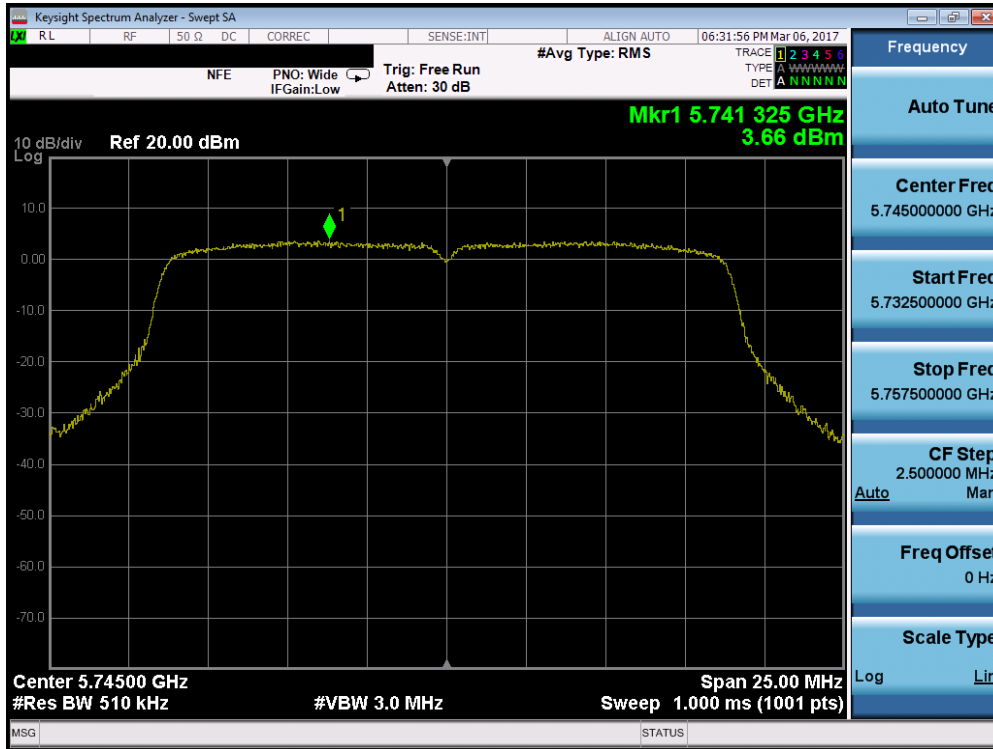 Keysight Spectrum Analyzer - Swept SA
LXI RL RF 50 Ω DC CORREC SENSE:INT ALIGN AUTO 06:31:56 PM Mar 06, 2017
NFE PNO: Wide Trig: Free Run #Avg Type: RMS TRACE 1 2 3 4 5 6
IFGain:Low Atten: 30 dB TYPE A WWWWW
DET A N N N N N
Mkr1 5.741 325 GHz
3.66 dBm
10 dB/div Ref 20.00 dBm
Log
1
10.0
0.00
-10.0
-20.0
-30.0
-40.0
-50.0
-60.0
-70.0
Center 5.74500 GHz Span 25.00 MHz
#Res BW 510 kHz #VBW 3.0 MHz Sweep 1.000 ms (1001 pts)
MSG STATUS
Frequency
Auto Tune
Center Freq
5.745000000 GHz
Start Freq
5.732500000 GHz
Stop Freq
5.757500000 GHz
CF Step
2.500000 MHz
Auto Man
Freq Offset
0 Hz
Scale Type
Log Lin